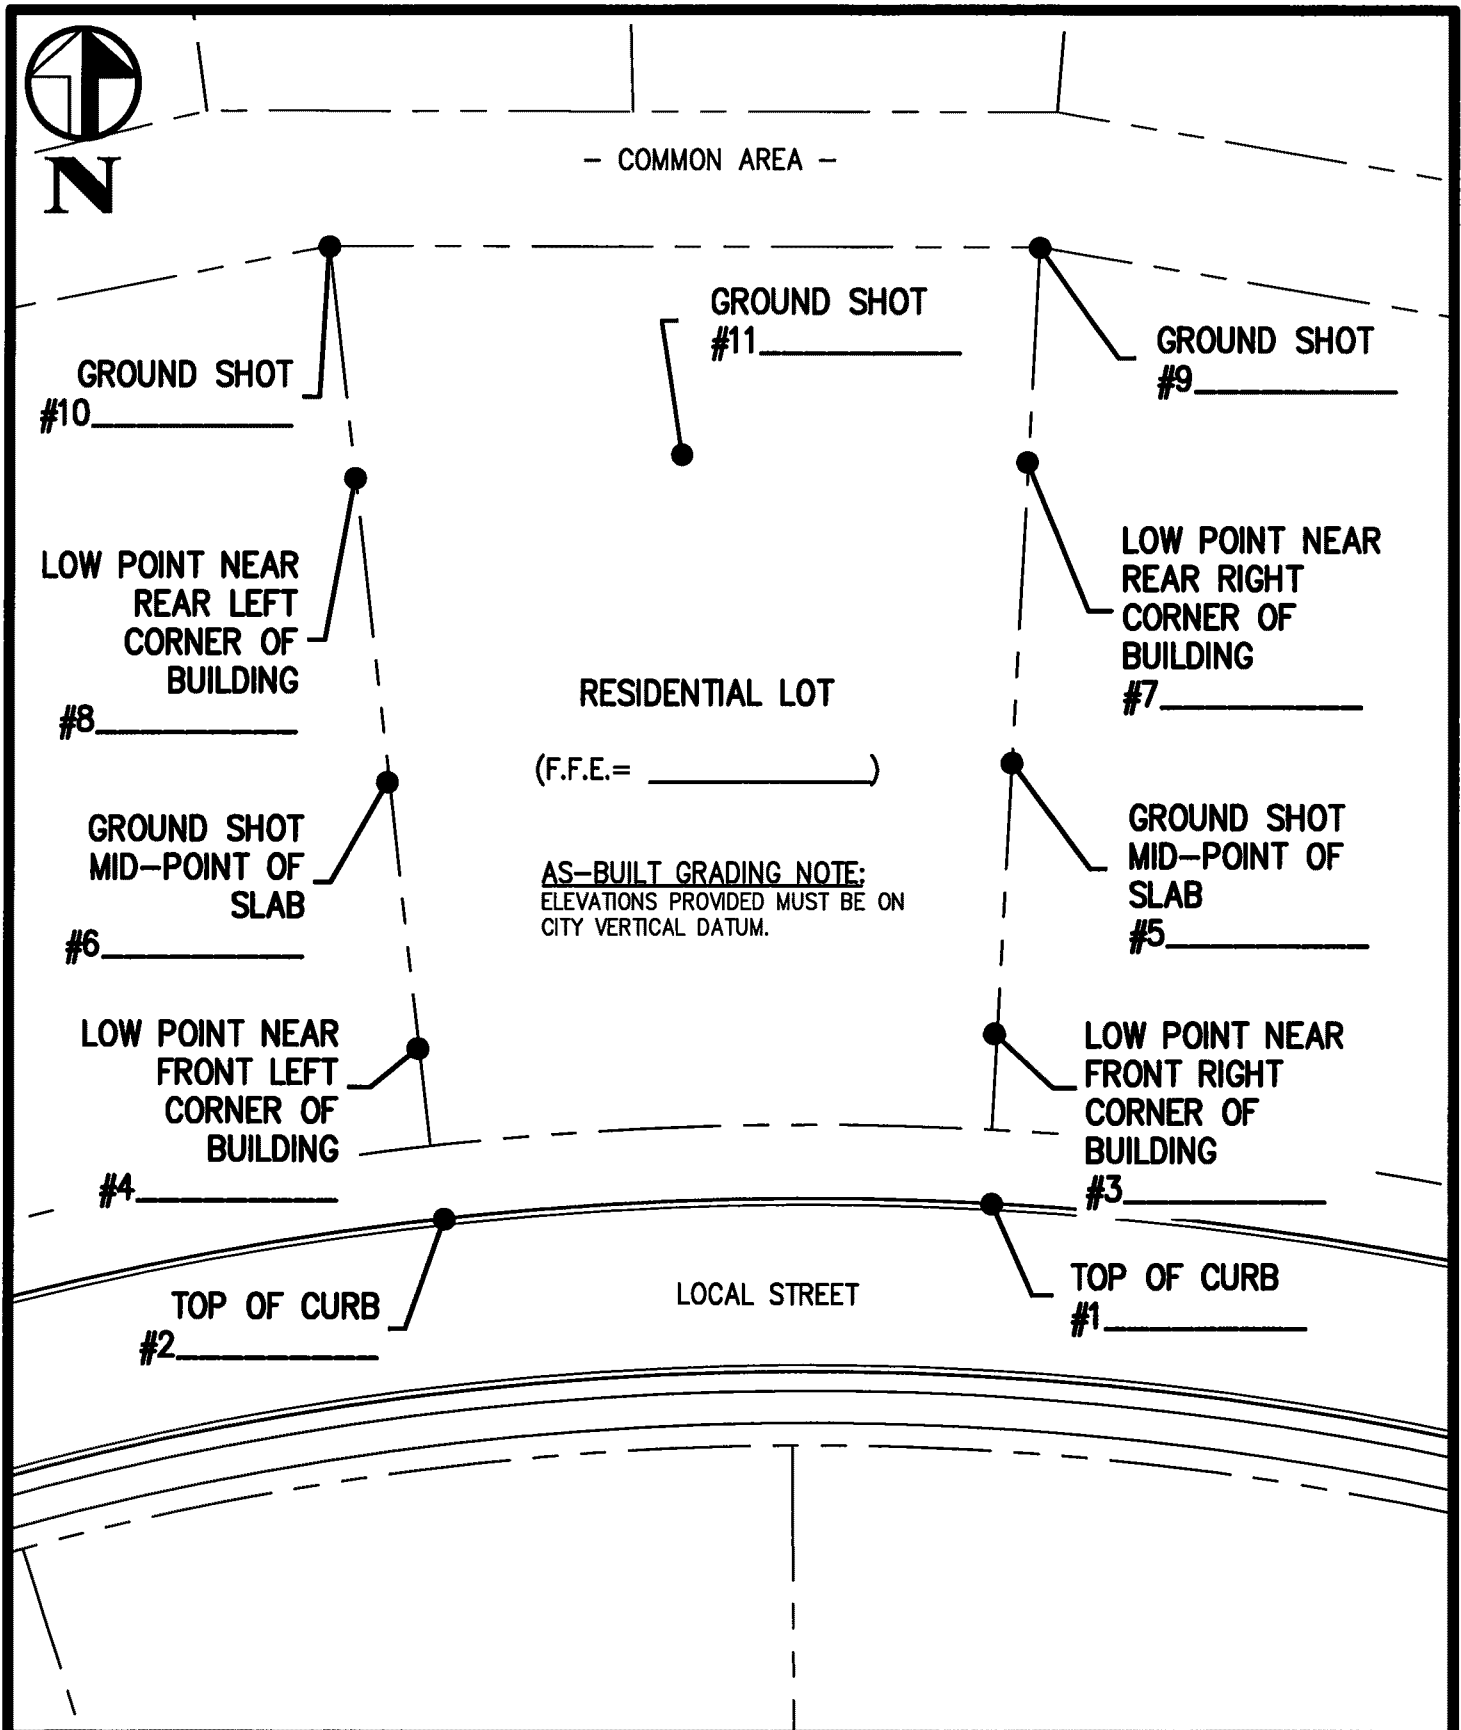 N
- COMMON AREA -
GROUND SHOT
#11
GROUND SHOT
#9
GROUND SHOT
#10
LOW POINT NEAR
REAR LEFT
CORNER OF
BUILDING
#8
LOW POINT NEAR
REAR RIGHT
CORNER OF
BUILDING
#7
RESIDENTIAL LOT
(F.F.E.= ____________)
GROUND SHOT
MID-POINT OF
SLAB
#6
GROUND SHOT
MID-POINT OF
SLAB
#5
AS-BUILT GRADING NOTE:
ELEVATIONS PROVIDED MUST BE ON
CITY VERTICAL DATUM.
LOW POINT NEAR
FRONT LEFT
CORNER OF
BUILDING
#4
LOW POINT NEAR
FRONT RIGHT
CORNER OF
BUILDING
#3
TOP OF CURB
#2
LOCAL STREET
TOP OF CURB
#1